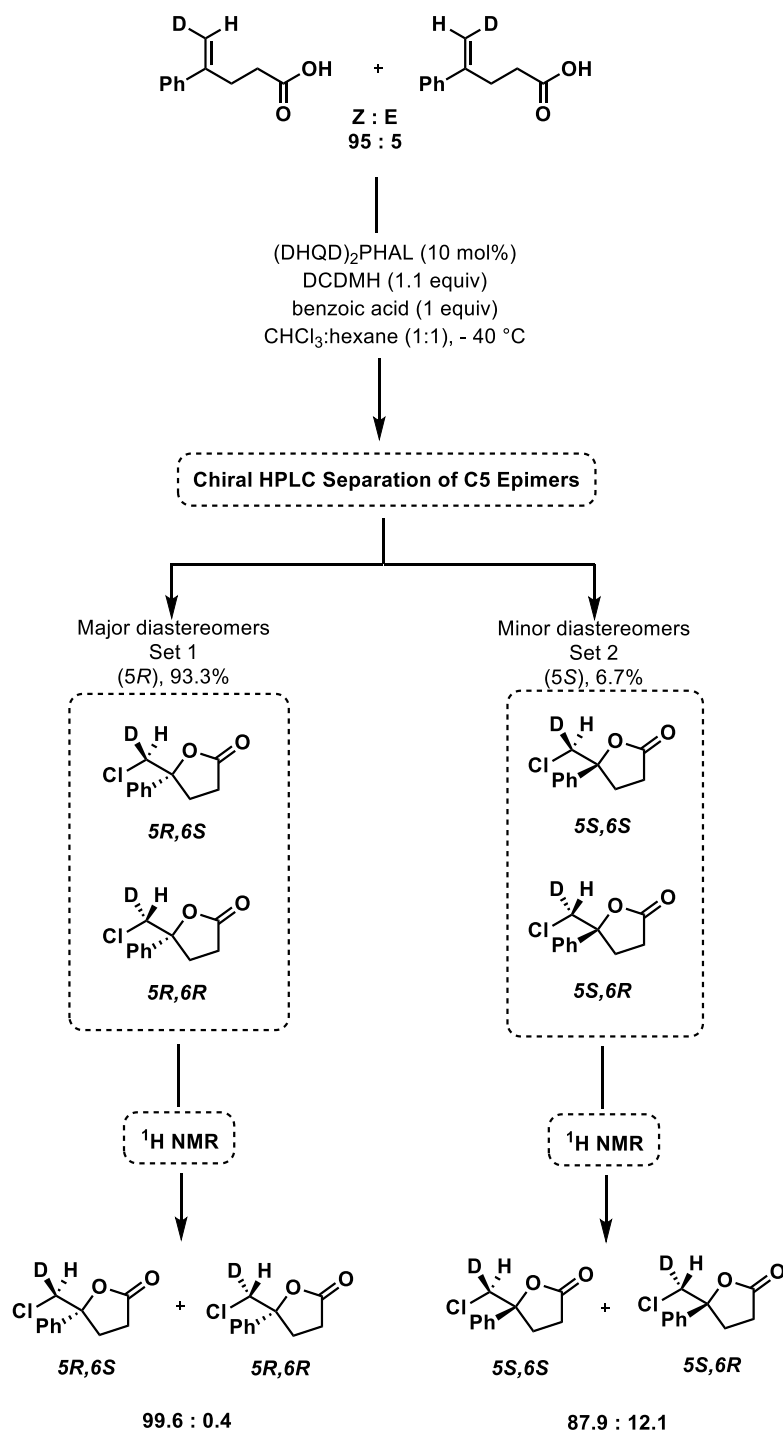 D H
Ph
OH
O
+
H D
Ph
OH
O
Z : E
95 : 5
(DHQD)2PHAL (10 mol%)
DCDMH (1.1 equiv)
benzoic acid (1 equiv)
CHCl3:hexane (1:1), - 40 °C
Chiral HPLC Separation of C5 Epimers
Major diastereomers
Set 1
(5R), 93.3%
D H
Cl
Ph
O
O
5R,6S
D H
Cl
Ph
O
O
5R,6R
Minor diastereomers
Set 2
(5S), 6.7%
D H
Cl
Ph
O
O
5S,6S
D H
Cl
Ph
O
O
5S,6R
1H NMR
1H NMR
D H
Cl
Ph
O
O
5R,6S
+
D H
Cl
Ph
O
O
5R,6R
99.6 : 0.4
D H
Cl
Ph
O
O
5S,6S
+
D H
Cl
Ph
O
O
5S,6R
87.9 : 12.1